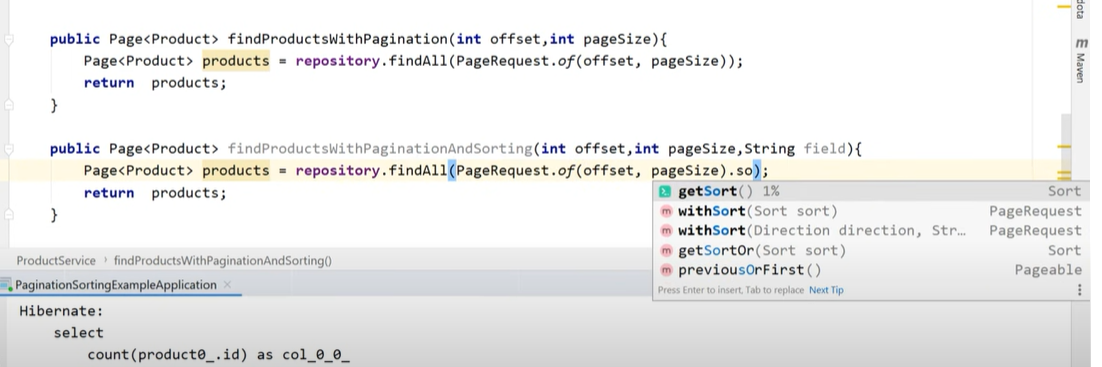 dota
public Page<Product> findProductsWithPagination(int offset,int pageSize){
Page<Product> products = repository.findAll(PageRequest.of(offset, pageSize));
return products;
}
Maven
public Page<Product> findProductsWithPaginationAndSorting(int offset,int pageSize,String field){
Page<Product> products = repository.findAll(PageRequest.of(offset, pageSize).so);
return products;
}
getSort() 1% Sort
withSort(Sort sort) PageRequest
withSort(Direction direction, Str… PageRequest
getSortOr(Sort sort) Sort
previousOrFirst() Pageable
Press Enter to insert, Tab to replace Next Tip
ProductService › findProductsWithPaginationAndSorting()
PaginationSortingExampleApplication ×
Hibernate:
select
count(product0_.id) as col_0_0_